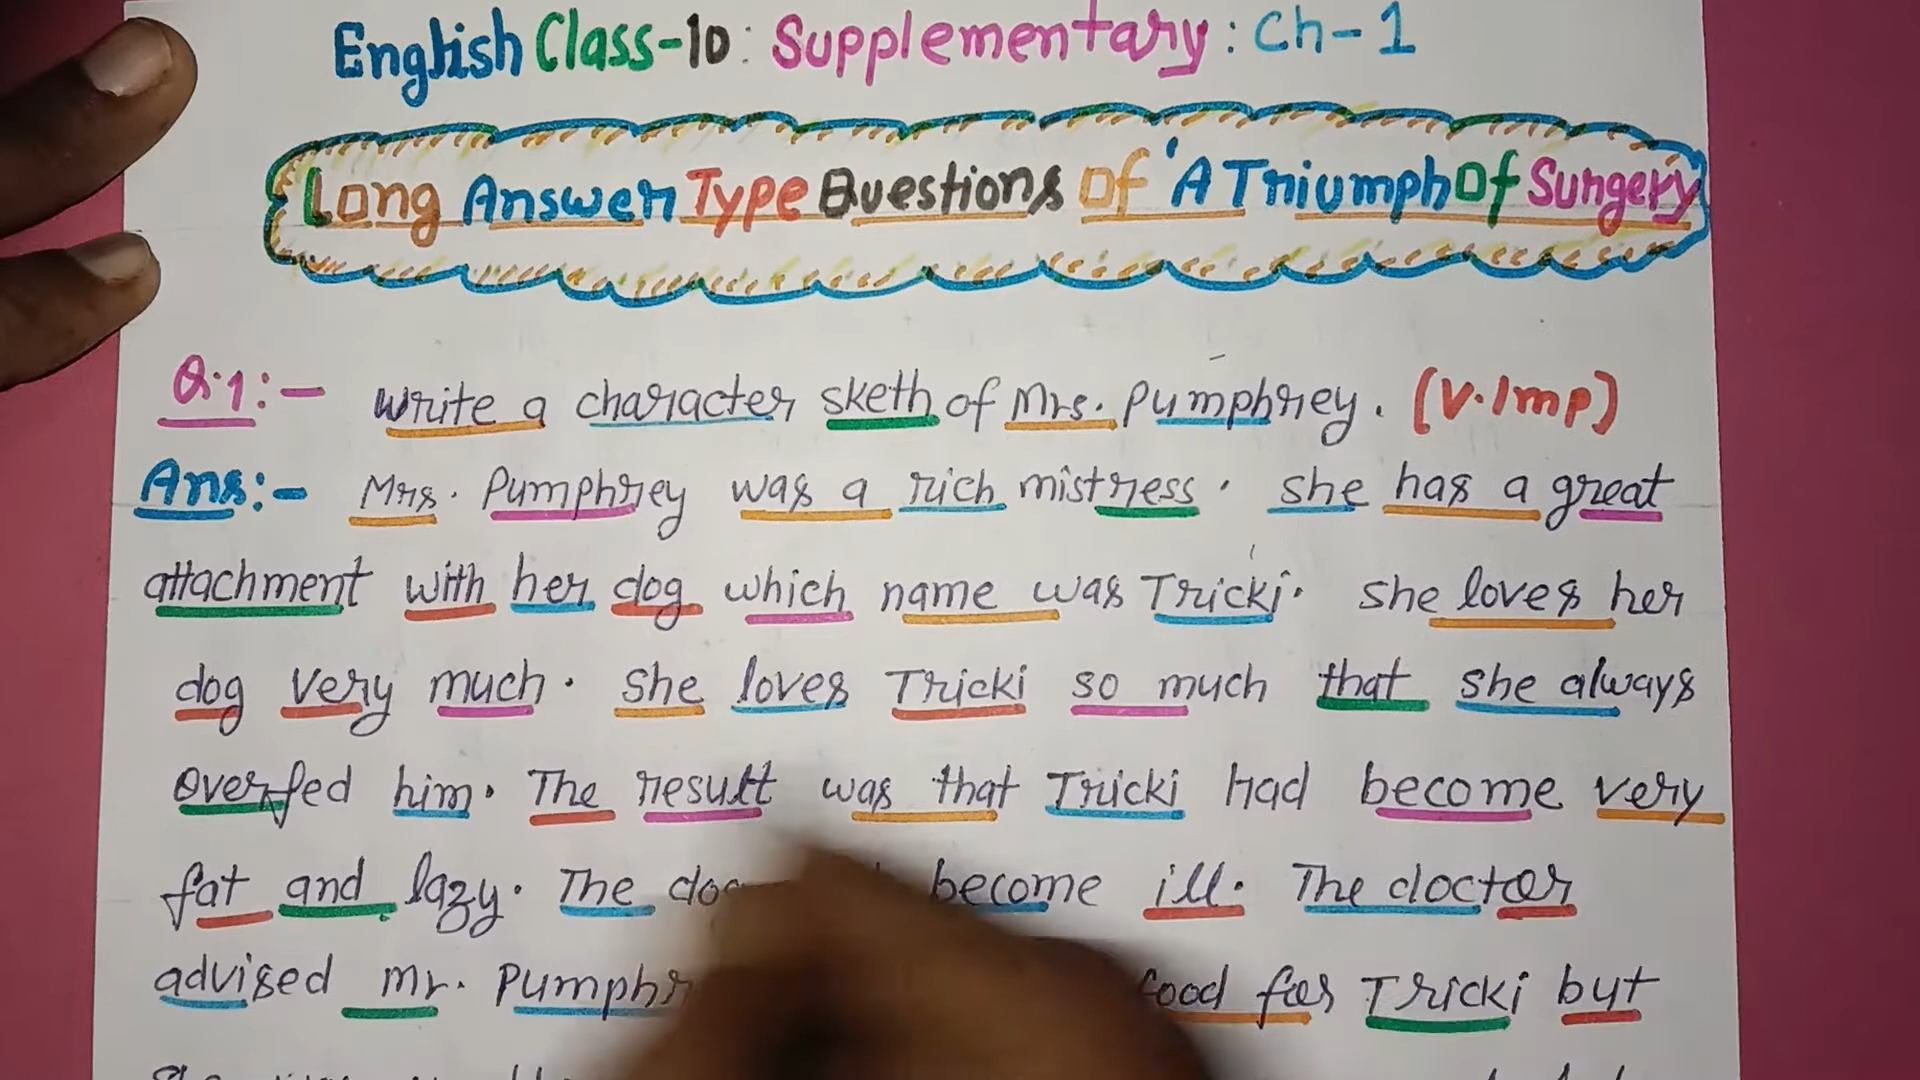 English Class-10: Supplementary: Ch-1
Long Answer Type Questions Of 'A Triumph Of Surgery
Q.1:- Write a character sketh of Mrs. Pumphrey. (V.Imp)
Ans:- Mrs. Pumphrey was a rich mistress. she has a great
attachment with her dog which name was Tricki. she loves her
dog very much. she loves Tricki so much that she always
overfed him. The result was that Tricki had become very
fat and lazy. The become ill. The doctor
advised Mr. food for Tricki but